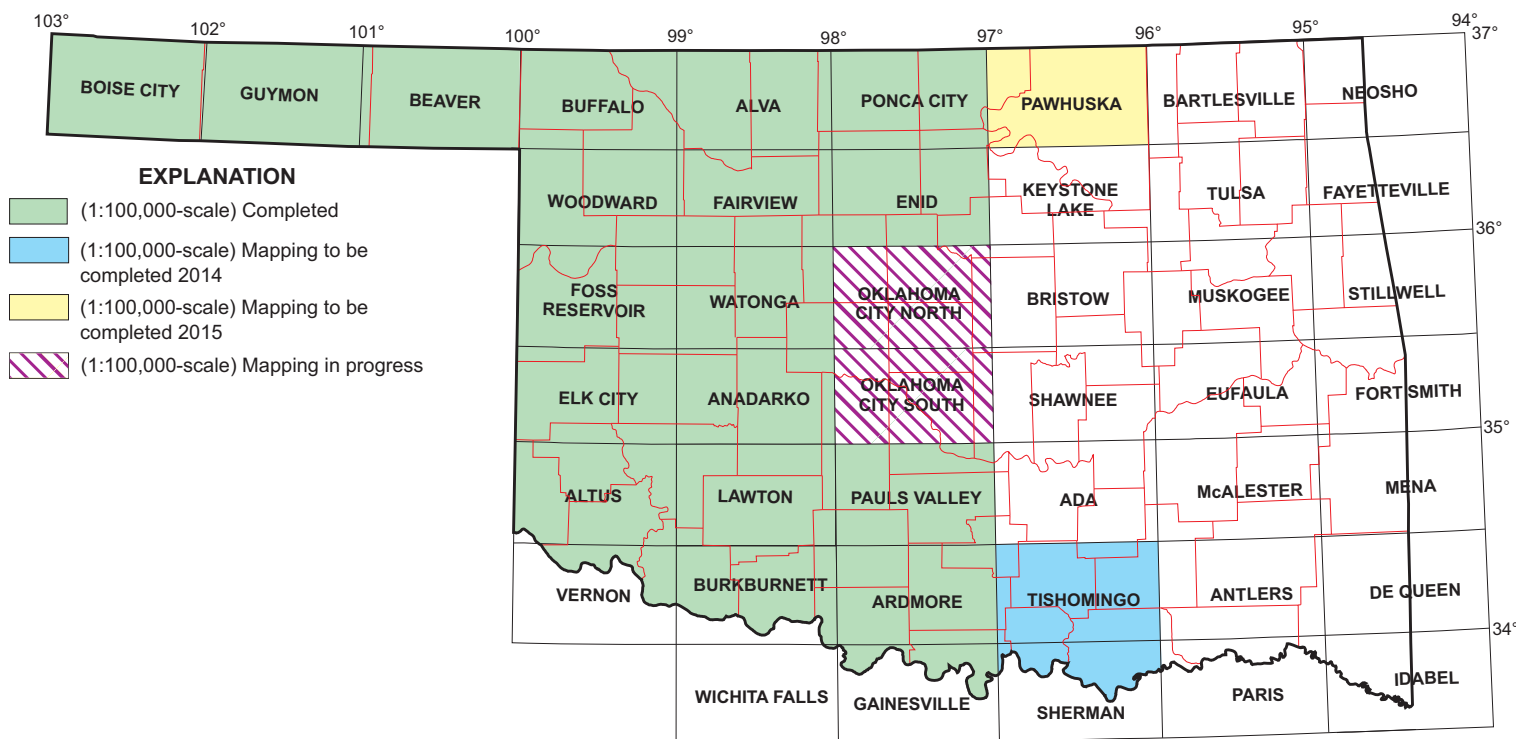 103° 102° 101° 100° 99° 98° 97° 96° 95° 94°
37°
BOISE CITY GUYMON BEAVER BUFFALO ALVA PONCA CITY PAWHUSKA BARTLESVILLE NEOSHO
EXPLANATION
(1:100,000-scale) Completed
(1:100,000-scale) Mapping to be
completed 2014
(1:100,000-scale) Mapping to be
completed 2015
(1:100,000-scale) Mapping in progress
WOODWARD FAIRVIEW ENID KEYSTONE
LAKE TULSA FAYETTEVILLE
36°
FOSS
RESERVOIR WATONGA OKLAHOMA
CITY NORTH BRISTOW MUSKOGEE STILLWELL
ELK CITY ANADARKO OKLAHOMA
CITY SOUTH SHAWNEE EUFAULA FORT SMITH
35°
ALTUS LAWTON PAULS VALLEY ADA McALESTER MENA
VERNON BURKBURNETT ARDMORE TISHOMINGO ANTLERS DE QUEEN
34°
WICHITA FALLS GAINESVILLE SHERMAN PARIS IDABEL